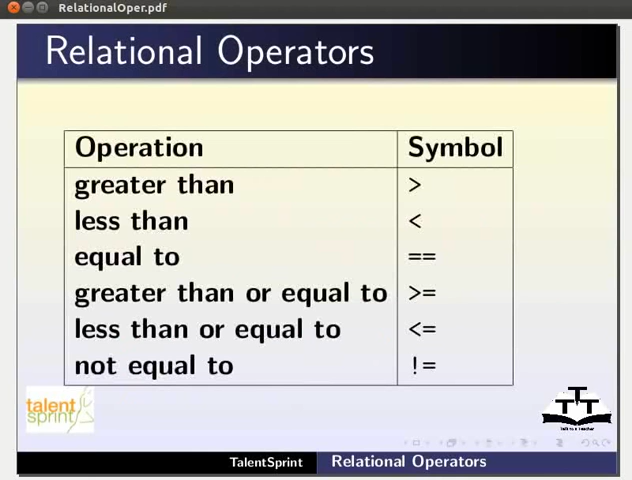 RelationalOper.pdf
Relational Operators
Operation Symbol
greater than >
less than <
equal to ==
greater than or equal to >=
less than or equal to <=
not equal to !=
talent
sprint
TTT
TalentSprint Relational Operators